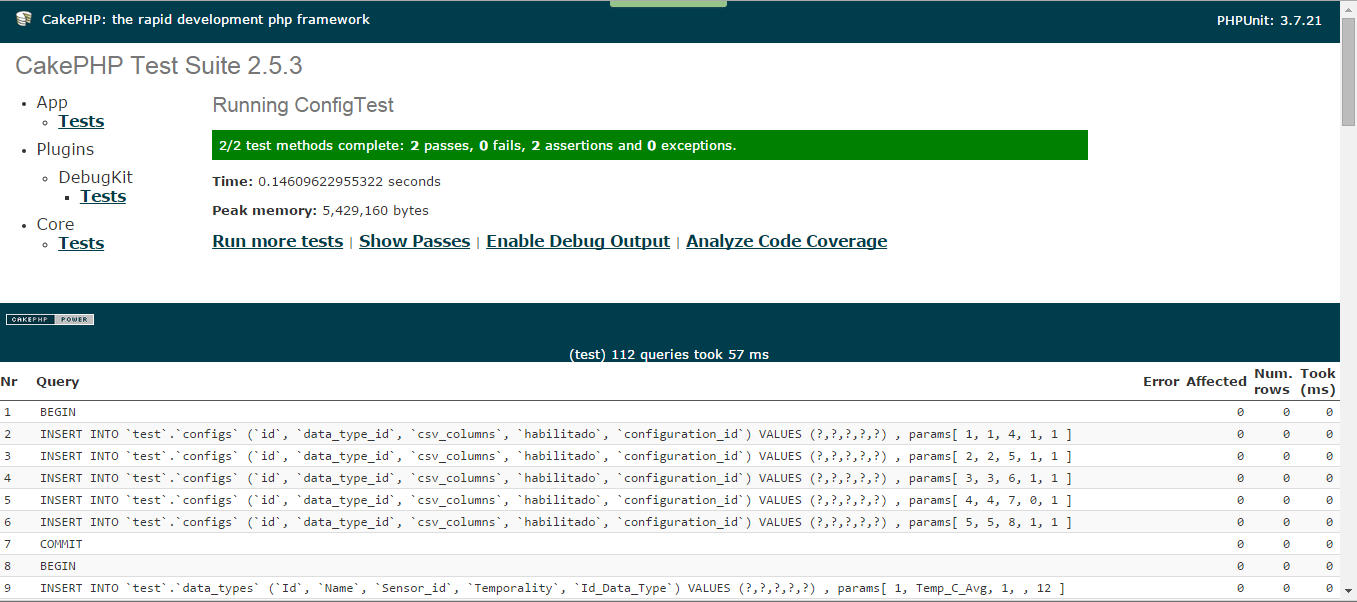 CakePHP: the rapid development php framework
PHPUnit: 3.7.21
CakePHP Test Suite 2.5.3
App
Tests
Plugins
DebugKit
Tests
Core
Tests
Running ConfigTest
2/2 test methods complete: 2 passes, 0 fails, 2 assertions and 0 exceptions.
Time: 0.14609622955322 seconds
Peak memory: 5,429,160 bytes
Run more tests | Show Passes | Enable Debug Output | Analyze Code Coverage
CAKEPHP POWER
(test) 112 queries took 57 ms
Nr Query Error Affected Num. rows Took (ms)
1 BEGIN 0 0 0
2 INSERT INTO `test`.`configs` (`id`, `data_type_id`, `csv_columns`, `habilitado`, `configuration_id`) VALUES (?,?,?,?,?) , params[ 1, 1, 4, 1, 1 ] 0 0 0
3 INSERT INTO `test`.`configs` (`id`, `data_type_id`, `csv_columns`, `habilitado`, `configuration_id`) VALUES (?,?,?,?,?) , params[ 2, 2, 5, 1, 1 ] 0 0 0
4 INSERT INTO `test`.`configs` (`id`, `data_type_id`, `csv_columns`, `habilitado`, `configuration_id`) VALUES (?,?,?,?,?) , params[ 3, 3, 6, 1, 1 ] 0 0 0
5 INSERT INTO `test`.`configs` (`id`, `data_type_id`, `csv_columns`, `habilitado`, `configuration_id`) VALUES (?,?,?,?,?) , params[ 4, 4, 7, 0, 1 ] 0 0 0
6 INSERT INTO `test`.`configs` (`id`, `data_type_id`, `csv_columns`, `habilitado`, `configuration_id`) VALUES (?,?,?,?,?) , params[ 5, 5, 8, 1, 1 ] 0 0 0
7 COMMIT 0 0 0
8 BEGIN 0 0 0
9 INSERT INTO `test`.`data_types` (`Id`, `Name`, `Sensor_id`, `Temporality`, `Id_Data_Type`) VALUES (?,?,?,?,?) , params[ 1, Temp_C_Avg, 1, , 12 ] 0 0 0